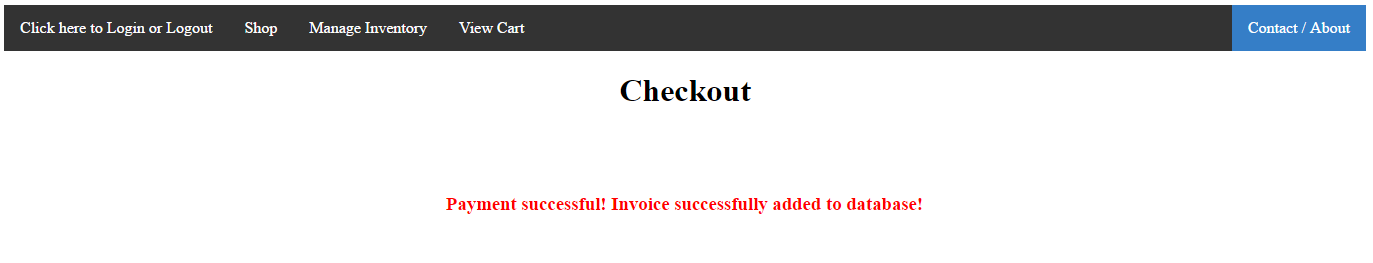 Click here to Login or Logout Shop Manage Inventory View Cart Contact / About
Checkout
Payment successful! Invoice successfully added to database!